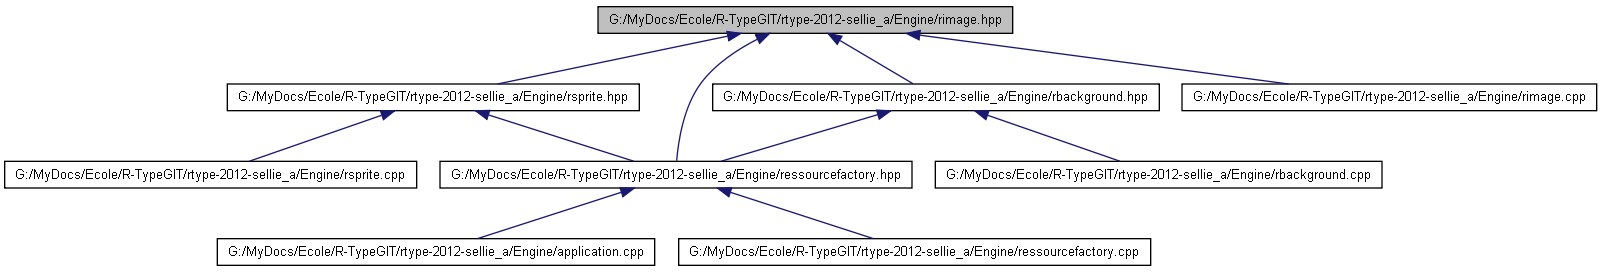 G:/MyDocs/Ecole/R-TypeGIT/rtype-2012-sellie_a/Engine/rimage.hpp
G:/MyDocs/Ecole/R-TypeGIT/rtype-2012-sellie_a/Engine/rsprite.hpp
G:/MyDocs/Ecole/R-TypeGIT/rtype-2012-sellie_a/Engine/rbackground.hpp
G:/MyDocs/Ecole/R-TypeGIT/rtype-2012-sellie_a/Engine/rimage.cpp
G:/MyDocs/Ecole/R-TypeGIT/rtype-2012-sellie_a/Engine/rsprite.cpp
G:/MyDocs/Ecole/R-TypeGIT/rtype-2012-sellie_a/Engine/ressourcefactory.hpp
G:/MyDocs/Ecole/R-TypeGIT/rtype-2012-sellie_a/Engine/rbackground.cpp
G:/MyDocs/Ecole/R-TypeGIT/rtype-2012-sellie_a/Engine/application.cpp
G:/MyDocs/Ecole/R-TypeGIT/rtype-2012-sellie_a/Engine/ressourcefactory.cpp